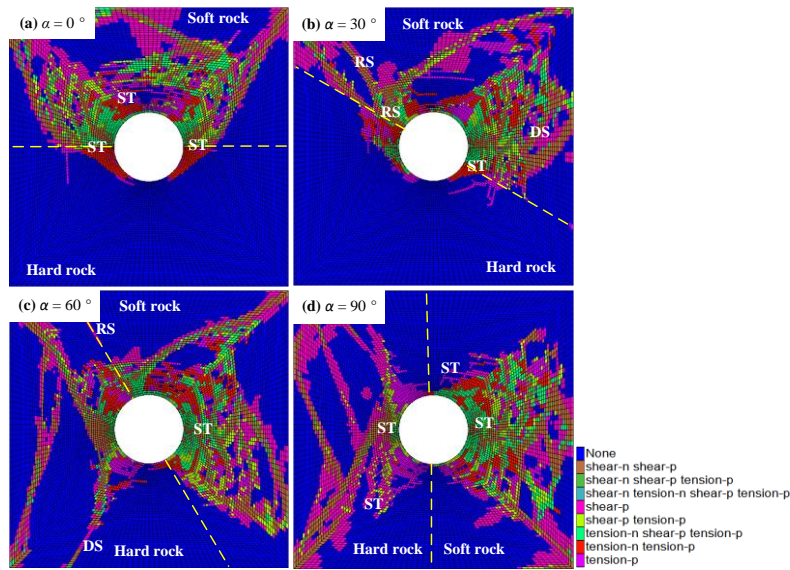 (a) α = 0 °
Soft rock
ST
ST
ST
Hard rock
(b) α = 30 °
Soft rock
RS
RS
DS
ST
Hard rock
(c) α = 60 °
Soft rock
RS
ST
DS
Hard rock
(d) α = 90 °
ST
ST
ST
ST
Hard rock
Soft rock
None
shear-n shear-p
shear-n shear-p tension-p
shear-n tension-n shear-p tension-p
shear-p
shear-p tension-p
tension-n shear-p tension-p
tension-n tension-p
tension-p